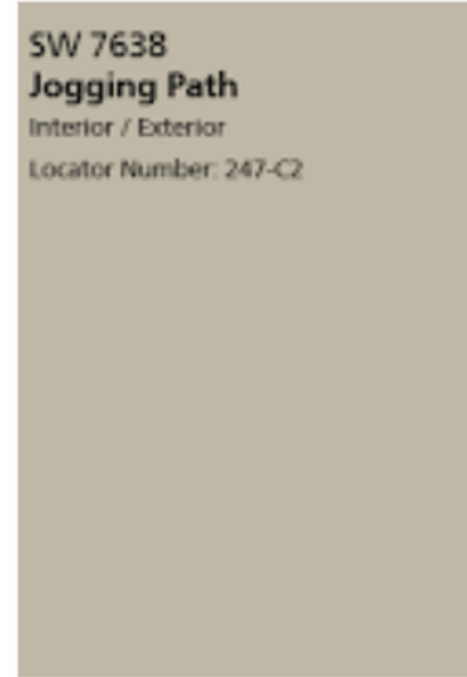 SW 7638
Jogging Path
Interior / Exterior
Locator Number: 247-C2